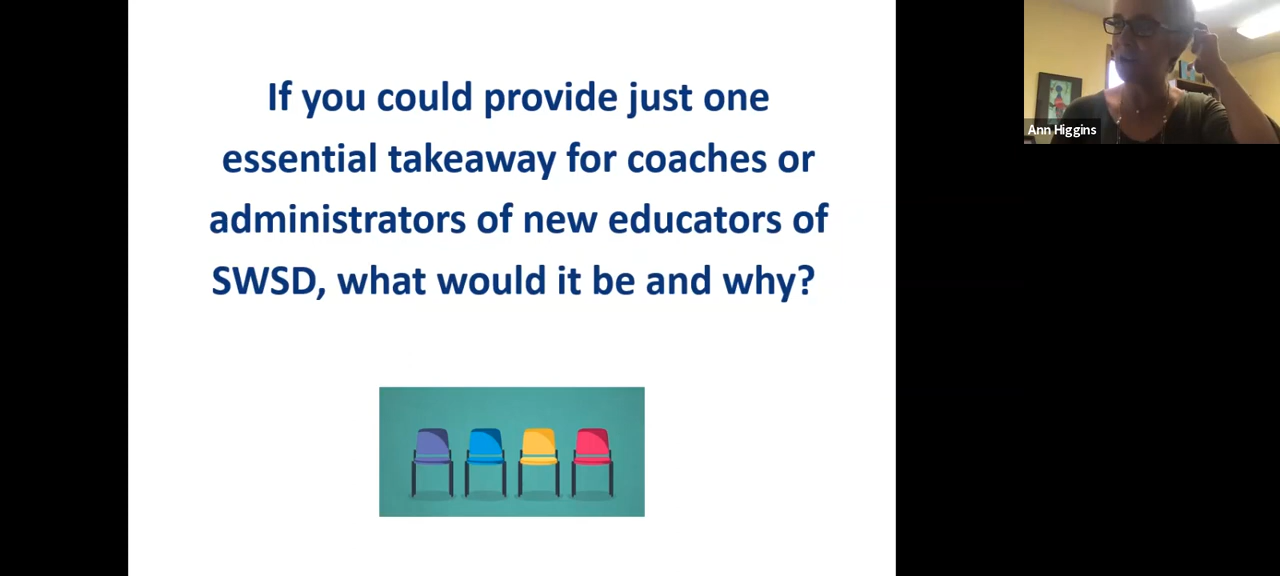 If you could provide just one
essential takeaway for coaches or
administrators of new educators of
SWSD, what would it be and why?
Ann Higgins